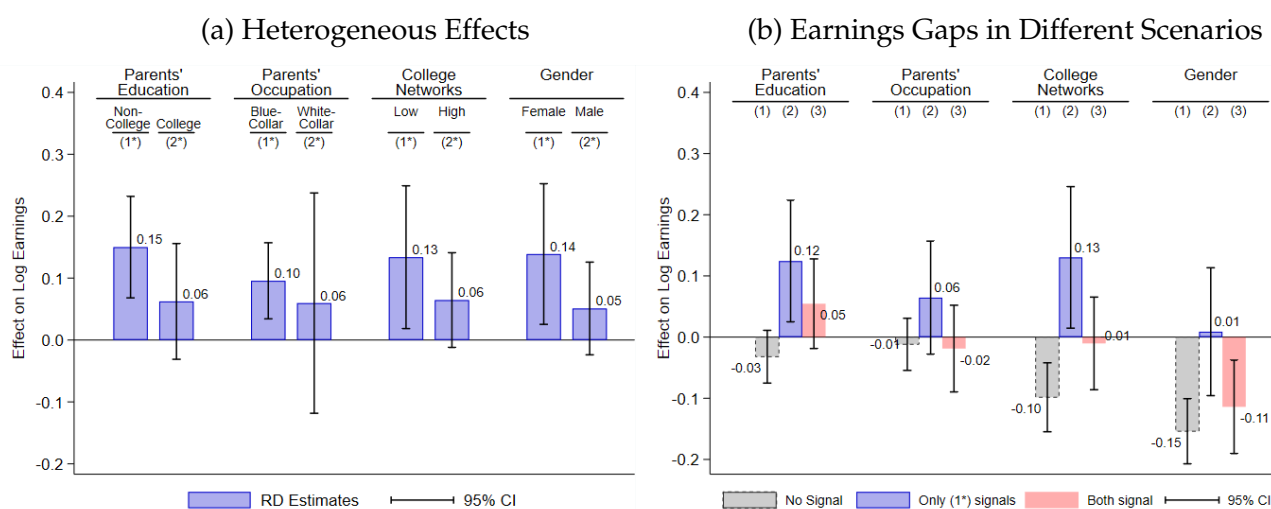 (a) Heterogeneous Effects
Parents'
Education
Parents'
Occupation
College
Networks
Gender
Non-
College
College
Blue-
Collar
White-
Collar
Low
High
Female
Male
(1*)
(2*)
(1*)
(2*)
(1*)
(2*)
(1*)
(2*)
Effect on Log Earnings
0.4
0.3
0.2
0.1
0.0
-0.1
-0.2
0.15
0.06
0.10
0.06
0.13
0.06
0.14
0.05
RD Estimates
95% CI
(b) Earnings Gaps in Different Scenarios
Parents'
Education
Parents'
Occupation
College
Networks
Gender
(1) (2) (3)
(1) (2) (3)
(1) (2) (3)
(1) (2) (3)
Effect on Log Earnings
0.4
0.3
0.2
0.1
0.0
-0.1
-0.2
-0.03
0.12
0.05
-0.01
0.06
-0.02
-0.10
0.13
-0.01
-0.15
0.01
-0.11
No Signal
Only (1*) signals
Both signal
95% CI